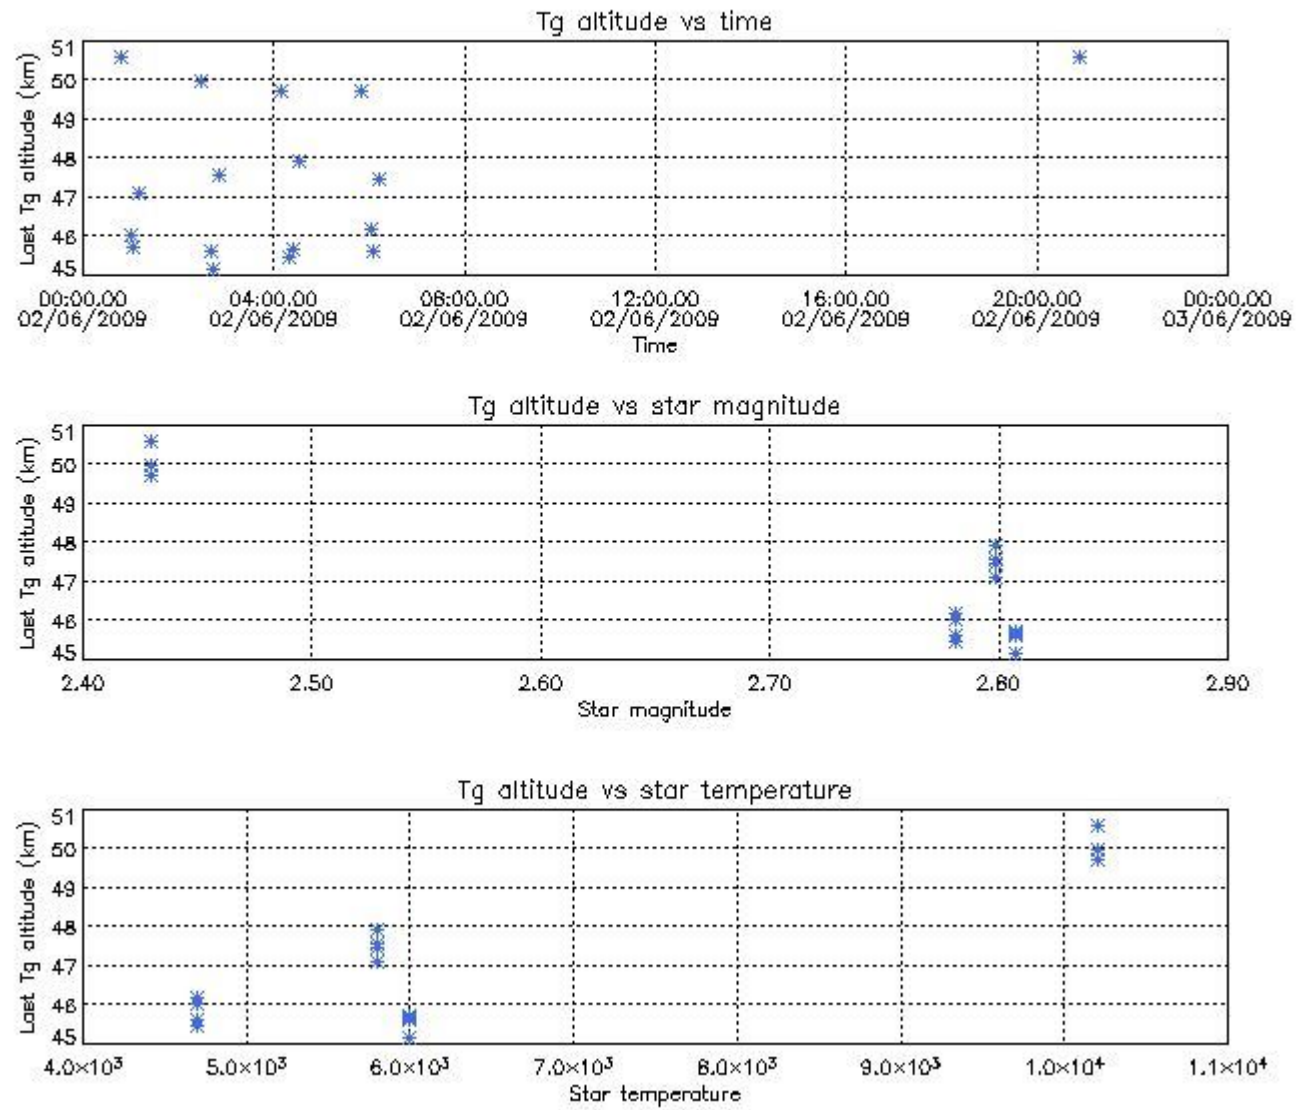 Tg altitude vs time
Last Tg altitude (km)
51
50
49
48
47
46
45
00:00.00 04:00.00 08:00.00 12:00.00 16:00.00 20:00.00 00:00.00
02/06/2009 02/06/2009 02/06/2009 02/06/2009 02/06/2009 02/06/2009 03/06/2009
Time
Tg altitude vs star magnitude
Last Tg altitude (km)
51
50
49
48
47
46
45
2.40 2.50 2.60 2.70 2.80 2.90
Star magnitude
Tg altitude vs star temperature
Last Tg altitude (km)
51
50
49
48
47
46
45
4.0×10³ 5.0×10³ 6.0×10³ 7.0×10³ 8.0×10³ 9.0×10³ 1.0×10⁴ 1.1×10⁴
Star temperature